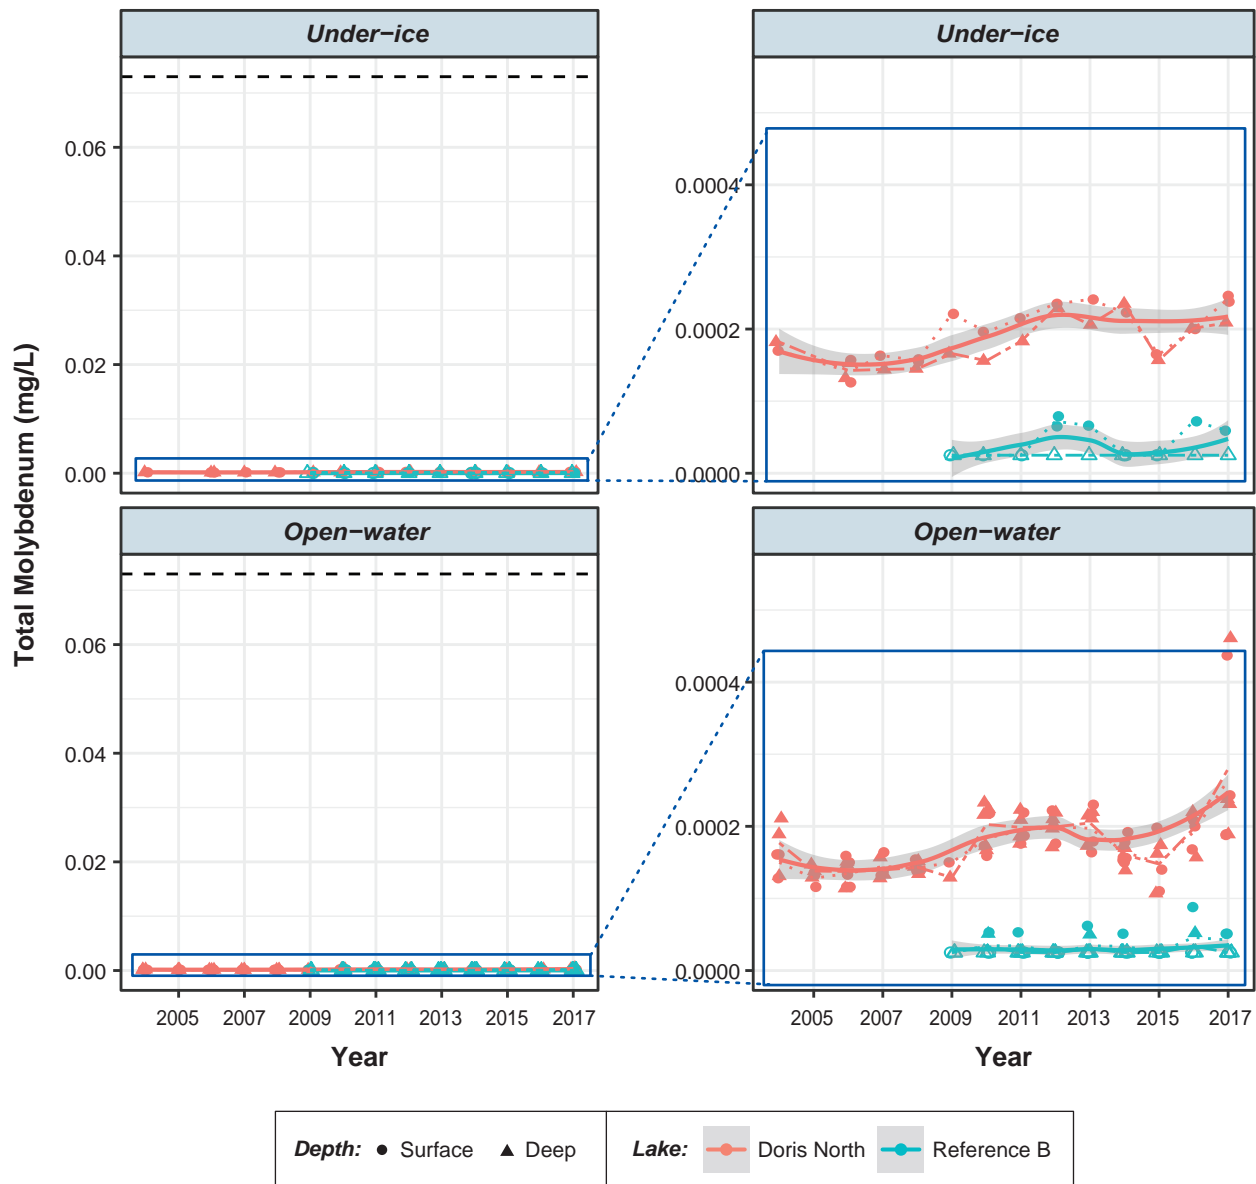 Under−ice
Under−ice
0.06
0.04
0.02
0.00
0.0004
0.0002
0.0000
Total Molybdenum (mg/L)
Open−water
Open−water
0.06
0.04
0.02
0.00
0.0004
0.0002
0.0000
2005 2007 2009 2011 2013 2015 2017
2005 2007 2009 2011 2013 2015 2017
Year
Year
Depth: Surface Deep Lake: Doris North Reference B